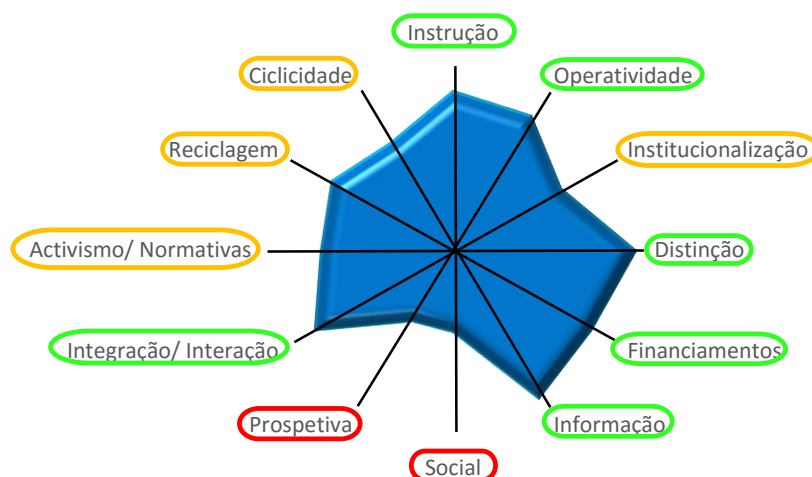 Instrução
Ciclicidade
Operatividade
Reciclagem
Institucionalização
Activismo/ Normativas
Distinção
Integração/ Interação
Financiamentos
Prospetiva
Informação
Social